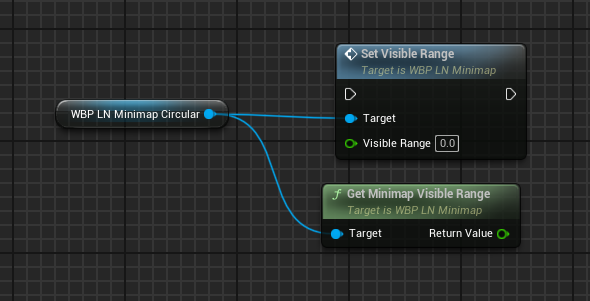 Set Visible Range
Target is WBP LN Minimap
WBP LN Minimap Circular
Target
Visible Range 0.0
f Get Minimap Visible Range
Target is WBP LN Minimap
Target Return Value